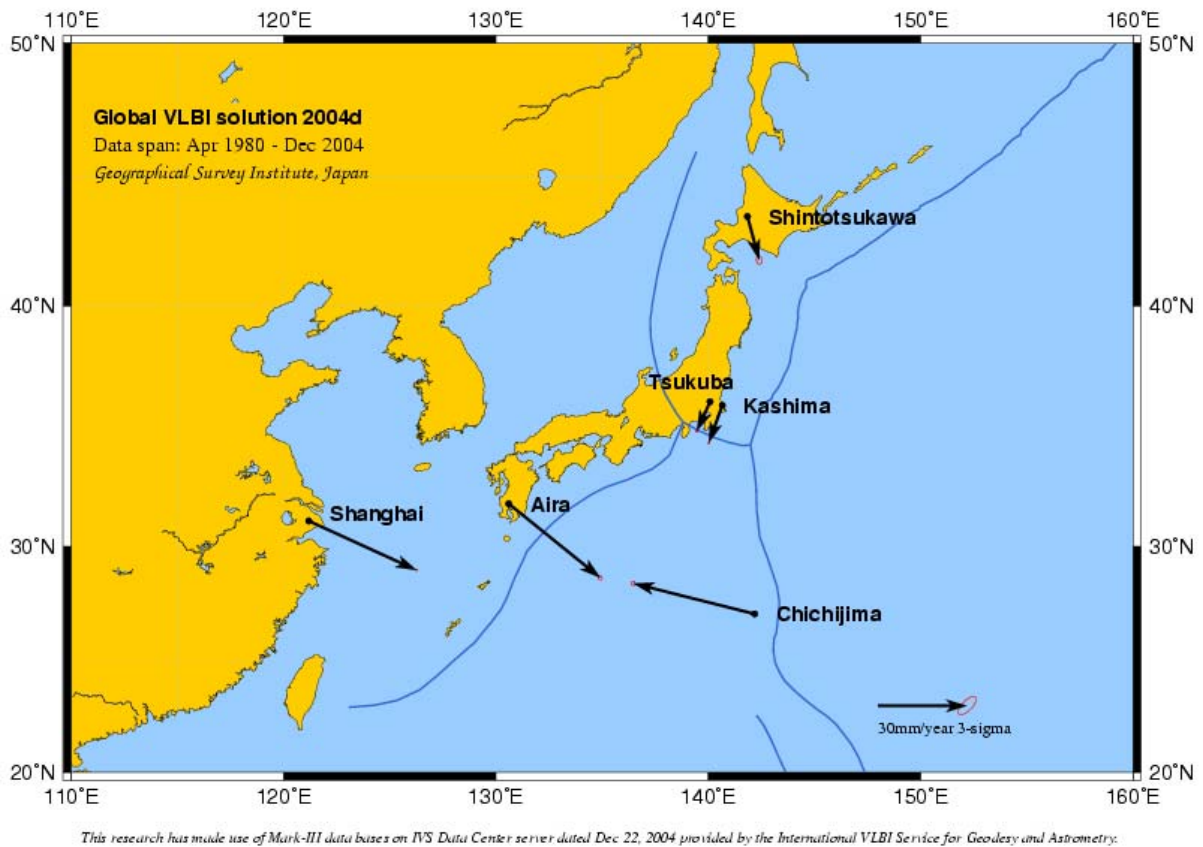 110˚E 120˚E 130˚E 140˚E 150˚E 160˚E
50˚N 50˚N
Global VLBI solution 2004d
Data span: Apr 1980 - Dec 2004
Geographical Survey Institute, Japan
Shintotsukawa
40˚N 40˚N
Tsukuba
Kashima
Aira
Shanghai
30˚N 30˚N
Chichijima
30mm/year 3-sigma
20˚N 20˚N
110˚E 120˚E 130˚E 140˚E 150˚E 160˚E
This research has made use of Mark-III data bases on IVS Data Center server dated Dec 22, 2004 provided by the International VLBI Service for Geodesy and Astrometry.